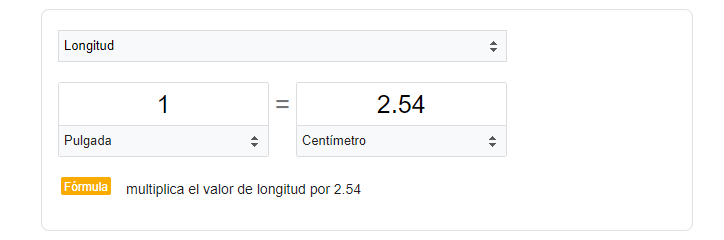 Longitud
1 = 2.54
Pulgada Centímetro
Fórmula multiplica el valor de longitud por 2.54